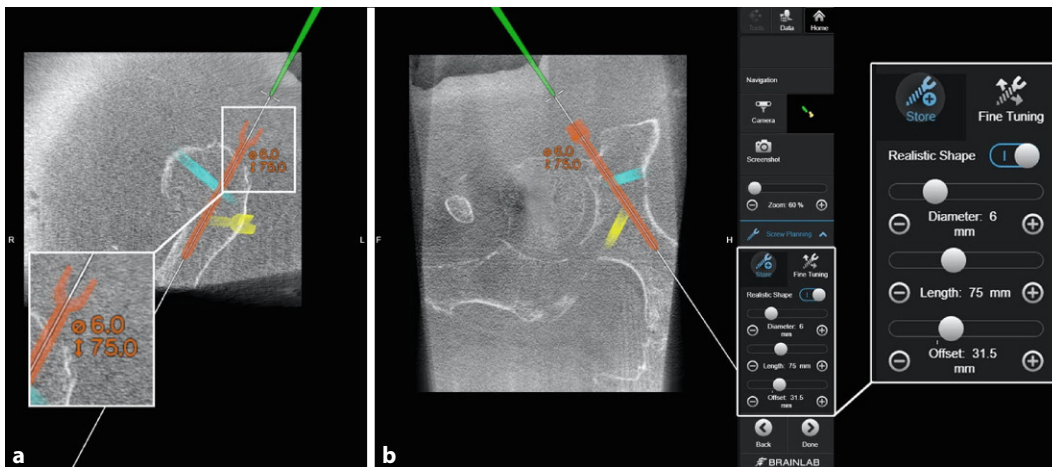 R
L
⌀6.0
↕75.0
⌀6.0
↕75.0
a
F
H
⌀6.0
↕75.0
b
Tools
Data
Home
Navigation
Camera
Screenshot
Zoom: 60 %
Screw Planning
Store
Fine Tuning
Realistic Shape
Diameter: 6
mm
Length: 75 mm
Offset: 31.5
mm
Back
Done
BRAINLAB
Store
Fine Tuning
Realistic Shape
Diameter: 6
mm
Length: 75 mm
Offset: 31.5
mm